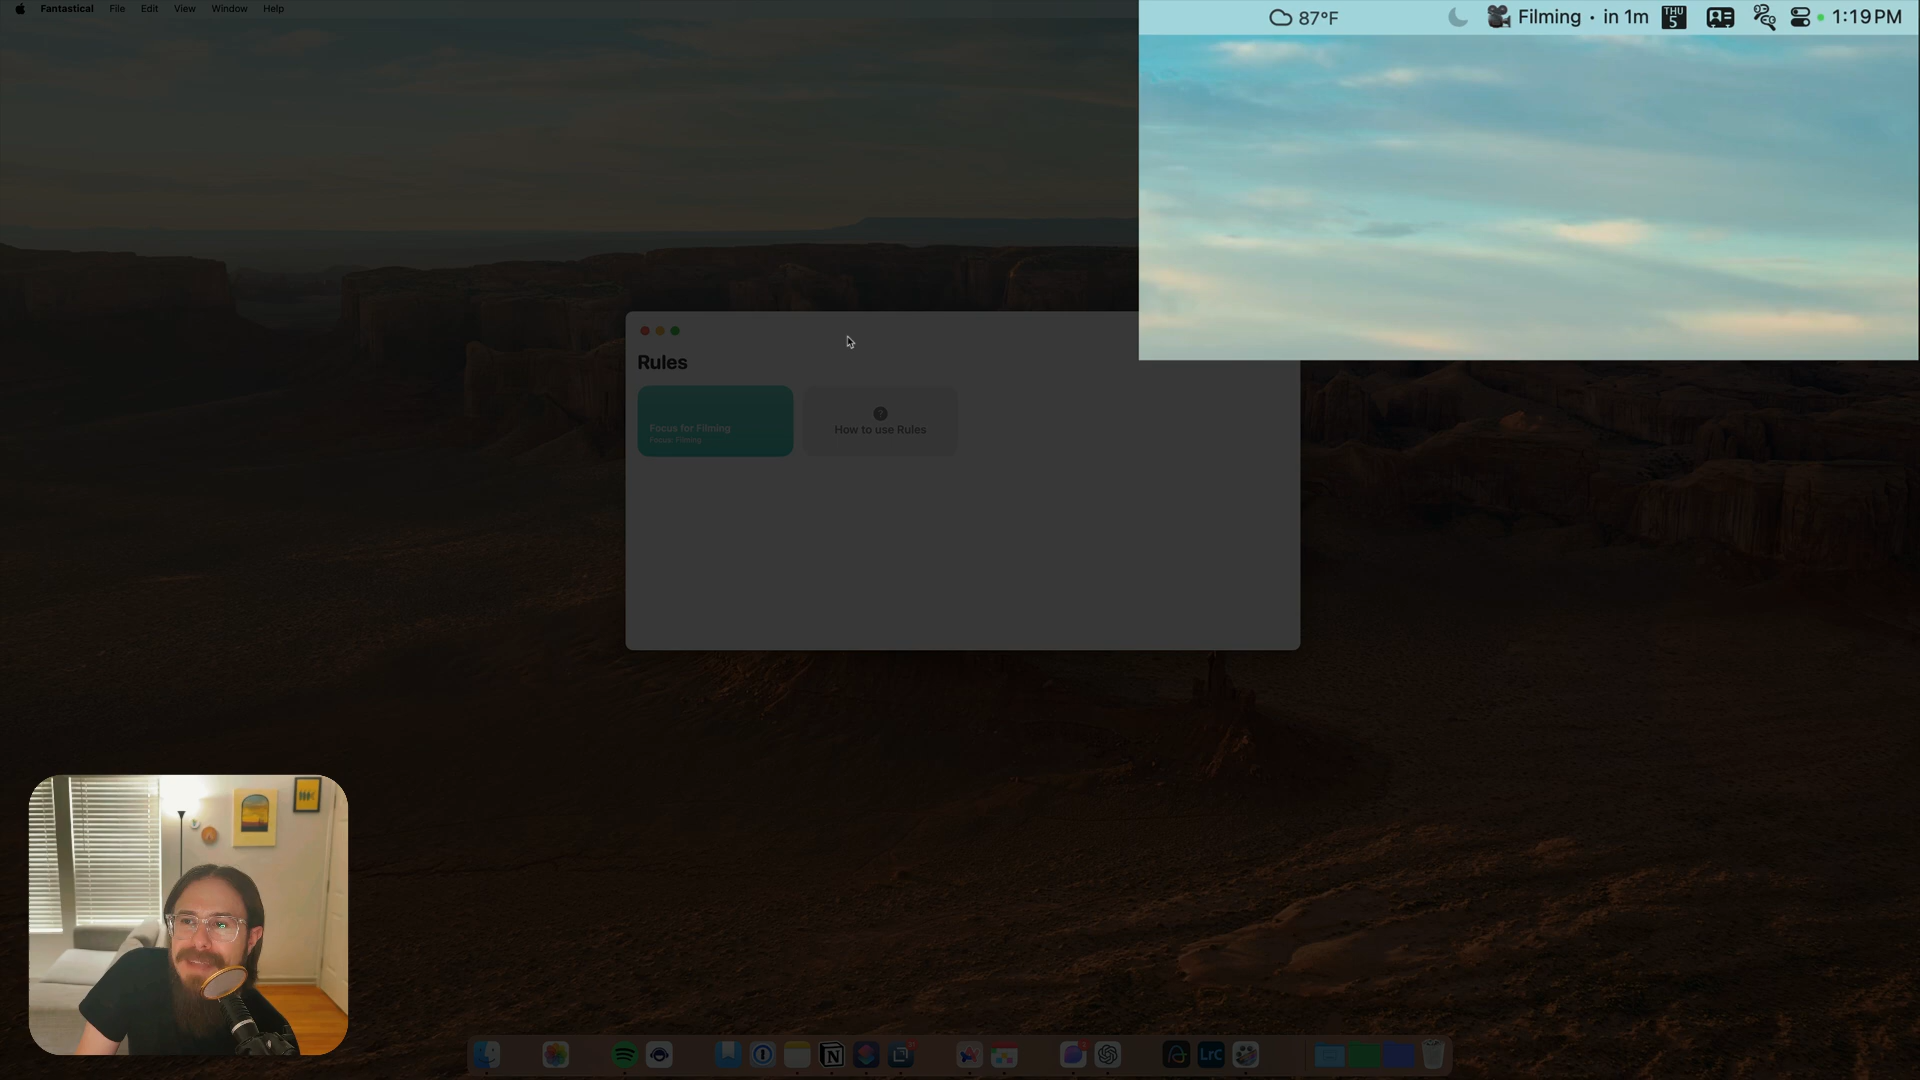 Fantastical File Edit View Window Help
87°F Filming · in 1m THU 5 1:19 PM
Rules
Focus for Filming
Focus: Filming
?
How to use Rules
N
LrC